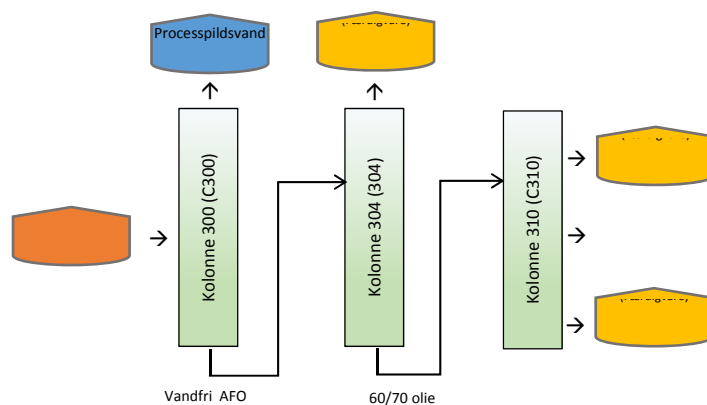 Processpildsvand
Kolonne 300 (C300)
Kolonne 304 (304)
Kolonne 310 (C310)
Vandfri AFO
60/70 olie